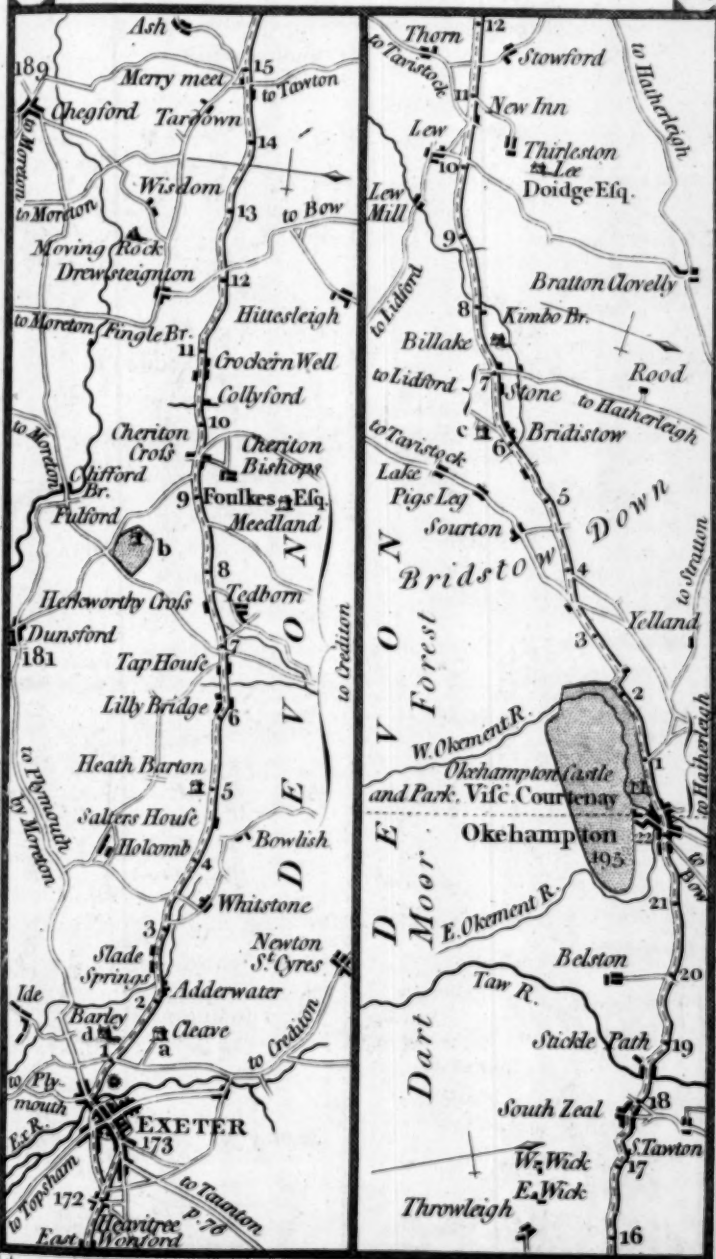 Ash
189
Merry meet
15
to Tawton
Chegford
Tardown
to Moreton
14
Wisdom
to Moreton
13
to Bow
Moving Rock
Drewsteignton
12
Hittesleigh
to Moreton
Fingle Br.
11
Crockern Well
Collyford
10
to Moreton
Cheriton
Cross
Cheriton
Bishops
Clifford
Br.
9
Foulkes Esq.
Fulford
Meedland
b
8
Herkworthy Cross
Tedborn
Dunsford
181
7
Tap House
to Crediton
Lilly Bridge
6
Heath Barton
5
to Plymouth
by Moreton
Salters House
Holcomb
Bowlish
4
Whitstone
3
Slade
Springs
Newton
St. Cyres
2
Adderwater
Ide
Barley
d
Cleave
a
1
to Crediton
to Ply-
mouth
Ex R.
EXETER
173
to Topsham
172
to Taunton
p. 76
Heavitree
East Wonford
DEVON
12
Thorn
to Tavistock
Stowford
to Hatherleigh
11
New Inn
Lew
Thirleston
Lee
Doidge Esq.
10
Lew
Mill
9
Bratton Clovelly
to Lidford
8
Kimbo Br.
Billake
Rood
to Lidford
7
Stone
to Hatherleigh
c
Bridistow
6
to Tavistock
Lake
Pigs Leg
5
Sourton
Bridstow Down
4
to Stratton
Yelland
3
Forest
2
W. Okement R.
to Hatherleigh
1
Okehampton Castle
and Park. Visc. Courtenay
Okehampton
22
195
to Bow
E. Okement R.
21
DEVON
Moor
Belston
20
Taw R.
Stickle Path
19
Dart
18
South Zeal
S. Tawton
17
W. Wick
E. Wick
Throwleigh
16